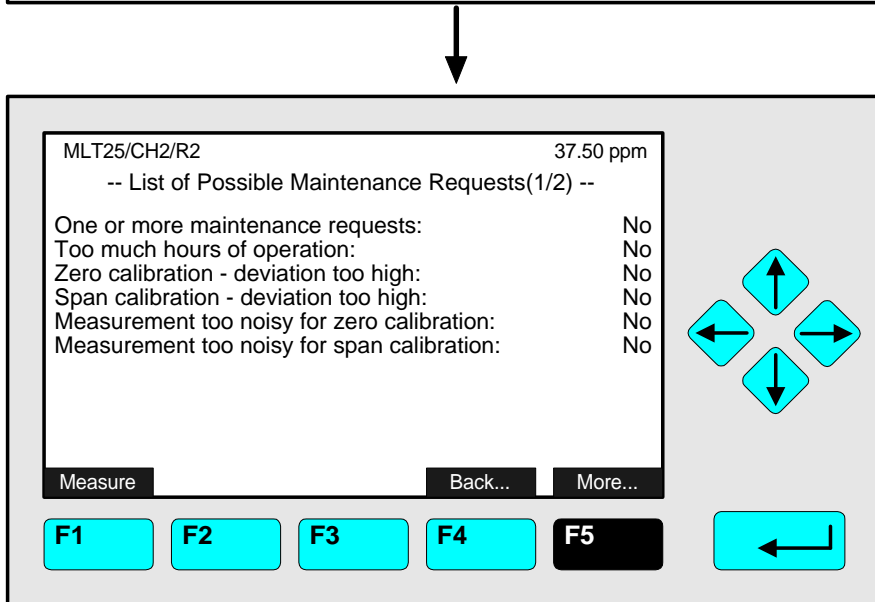 MLT25/CH2/R2 37.50 ppm
-- List of Possible Maintenance Requests(1/2) --
One or more maintenance requests: No
Too much hours of operation: No
Zero calibration - deviation too high: No
Span calibration - deviation too high: No
Measurement too noisy for zero calibration: No
Measurement too noisy for span calibration: No
Measure Back... More...
F1 F2 F3 F4 F5